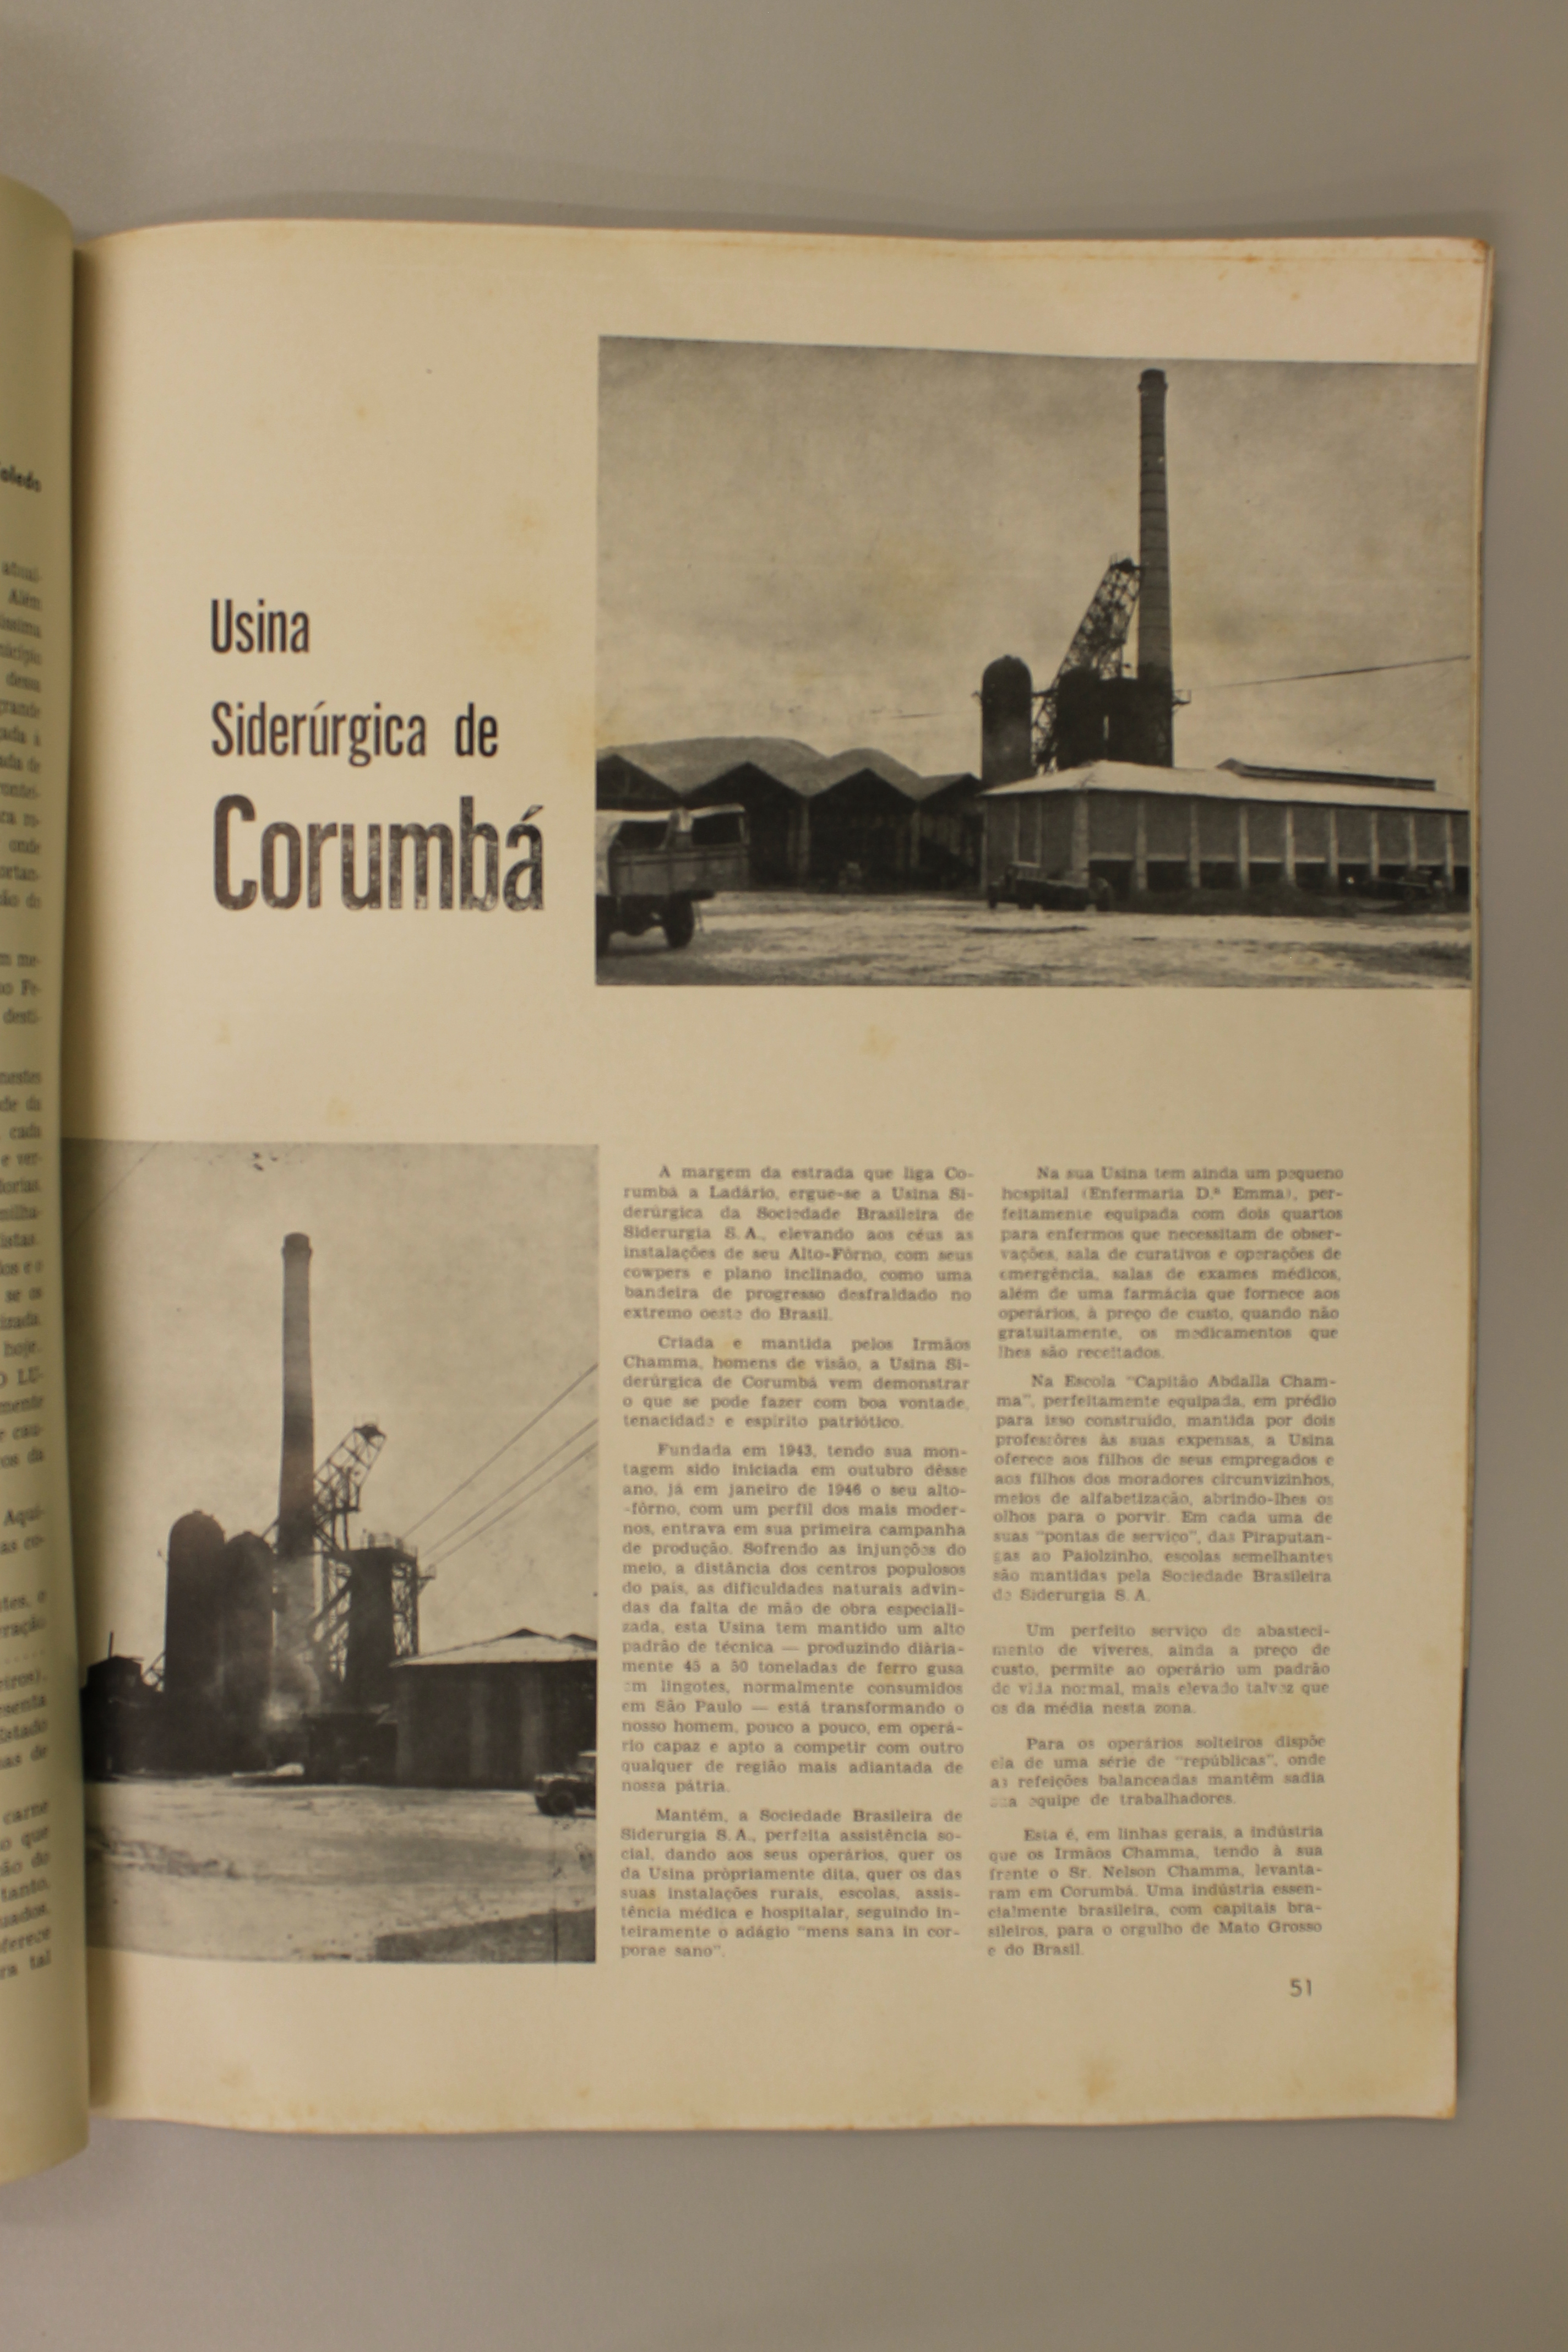 Usina
Siderúrgica de
Corumbá
A margem da estrada que liga Co-
rumbá a Ladário, ergue-se a Usina Si-
derúrgica da Sociedade Brasileira de
Siderurgia S. A., elevando aos céus as
instalações de seu Alto-Fôrno, com seus
cowpers e plano inclinado, como uma
bandeira de progresso desfraldado no
extremo oeste do Brasil.
Criada e mantida pelos Irmãos
Chamma, homens de visão, a Usina Si-
derúrgica de Corumbá vem demonstrar
o que se pode fazer com boa vontade,
tenacidade e espírito patriótico.
Fundada em 1943, tendo sua mon-
tagem sido iniciada em outubro dêsse
ano, já em janeiro de 1946 o seu alto-
-fôrno, com um perfil dos mais moder-
nos, entrava em sua primeira campanha
de produção. Sofrendo as injunções do
meio, a distância dos centros populosos
do país, as dificuldades naturais advin-
das da falta de mão de obra especiali-
zada, esta Usina tem mantido um alto
padrão de técnica — produzindo diària-
mente 45 a 50 toneladas de ferro gusa
em lingotes, normalmente consumidos
em São Paulo — está transformando o
nosso homem, pouco a pouco, em operá-
rio capaz e apto a competir com outro
qualquer de região mais adiantada de
nossa pátria.
Mantém, a Sociedade Brasileira de
Siderurgia S. A., perfeita assistência so-
cial, dando aos seus operários, quer os
da Usina pròpriamente dita, quer os das
suas instalações rurais, escolas, assis-
tência médica e hospitalar, seguindo in-
teiramente o adágio "mens sana in cor-
porae sano".
Na sua Usina tem ainda um pequeno
hospital (Enfermaria D.ª Emma), per-
feitamente equipada com dois quartos
para enfermos que necessitam de obser-
vações, sala de curativos e operações de
emergência, salas de exames médicos,
além de uma farmácia que fornece aos
operários, à preço de custo, quando não
gratuitamente, os medicamentos que
lhes são receitados.
Na Escola "Capitão Abdalla Cham-
ma", perfeitamente equipada, em prédio
para isso construido, mantida por dois
professôres às suas expensas, a Usina
oferece aos filhos de seus empregados e
aos filhos dos moradores circunvizinhos,
meios de alfabetização, abrindo-lhes os
olhos para o porvir. Em cada uma de
suas "pontas de serviço", das Piraputan-
gas ao Paiolzinho, escolas semelhantes
são mantidas pela Sociedade Brasileira
de Siderurgia S. A.
Um perfeito serviço de abasteci-
mento de víveres, ainda a preço de
custo, permite ao operário um padrão
de vida normal, mais elevado talvez que
os da média nesta zona.
Para os operários solteiros dispõe
ela de uma série de "repúblicas", onde
as refeições balanceadas mantêm sadia
sua equipe de trabalhadores.
Esta é, em linhas gerais, a indústria
que os Irmãos Chamma, tendo à sua
frente o Sr. Nelson Chamma, levanta-
ram em Corumbá. Uma indústria essen-
cialmente brasileira, com capitais bra-
sileiros, para o orgulho de Mato Grosso
e do Brasil.
51